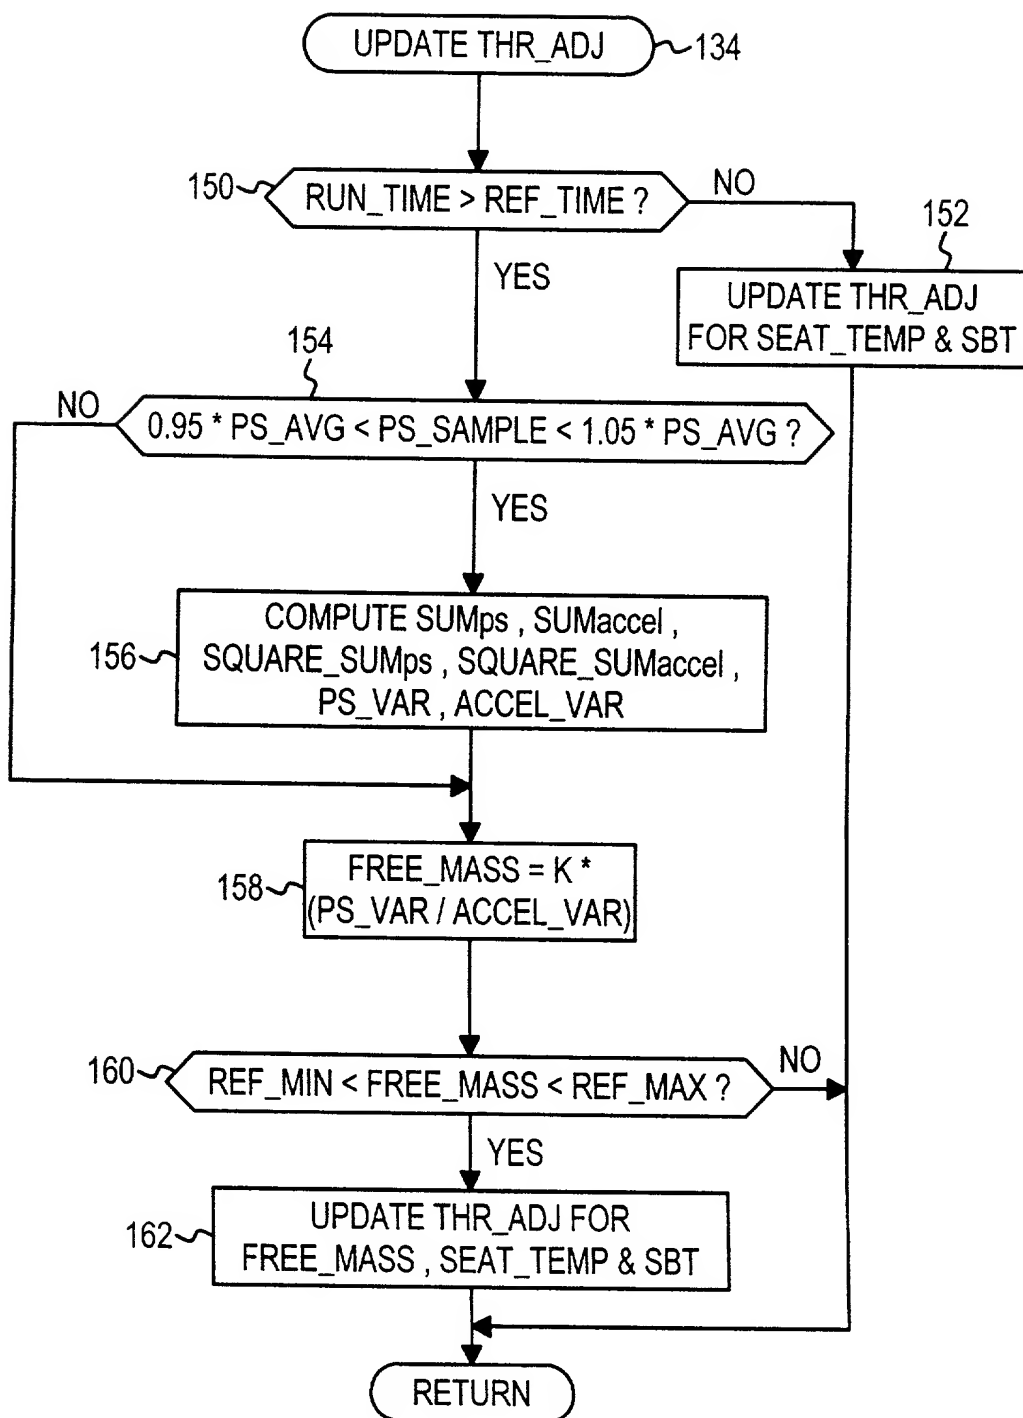 UPDATE THR_ADJ
134
150
RUN_TIME > REF_TIME ?
NO
YES
152
UPDATE THR_ADJ
FOR SEAT_TEMP & SBT
154
NO
0.95 * PS_AVG < PS_SAMPLE < 1.05 * PS_AVG ?
YES
156
COMPUTE SUMps , SUMaccel ,
SQUARE_SUMps , SQUARE_SUMaccel ,
PS_VAR , ACCEL_VAR
158
FREE_MASS = K *
(PS_VAR / ACCEL_VAR)
160
REF_MIN < FREE_MASS < REF_MAX ?
NO
YES
162
UPDATE THR_ADJ FOR
FREE_MASS , SEAT_TEMP & SBT
RETURN